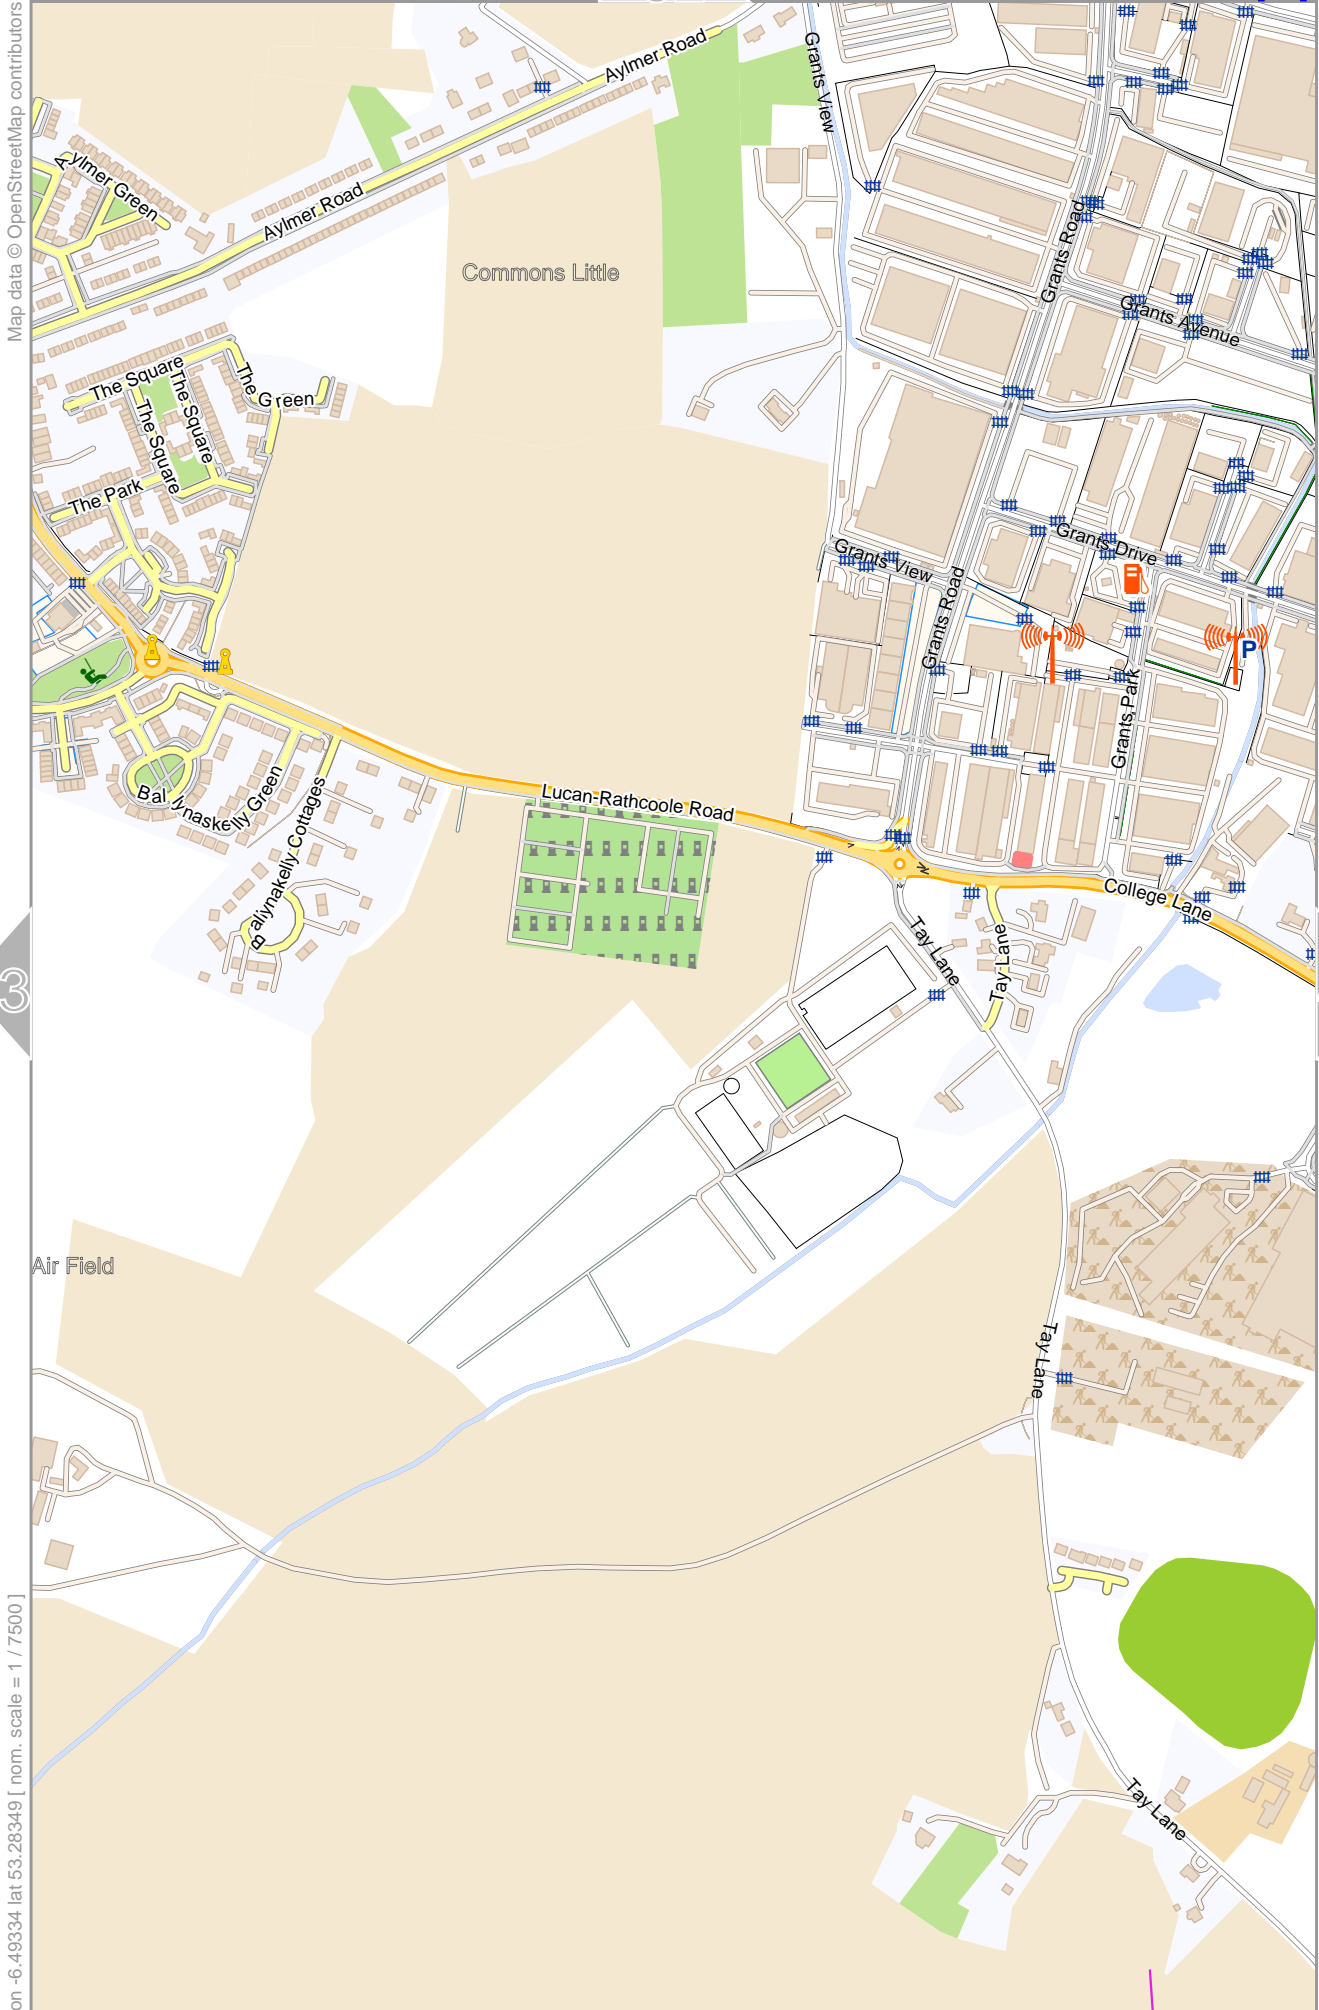 Map data © OpenStreetMap contributors
Aylmer Road
Grants View
Aylmer Green
Aylmer Road
Grants Road
Commons Little
Grants Avenue
The Square
The Square
The Green
The Square
The Park
Grants Drive
Grants View
Grants Road
P
Grants Park
Lucan-Rathcoole Road
Ballynaskelly Green
Ballynakelly Cottages
College Lane
Tay Lane
Tay Lane
3
Air Field
Tay Lane
Tay Lane
on -6.49334 lat 53.28349 [ nom. scale = 1 / 7500 ]